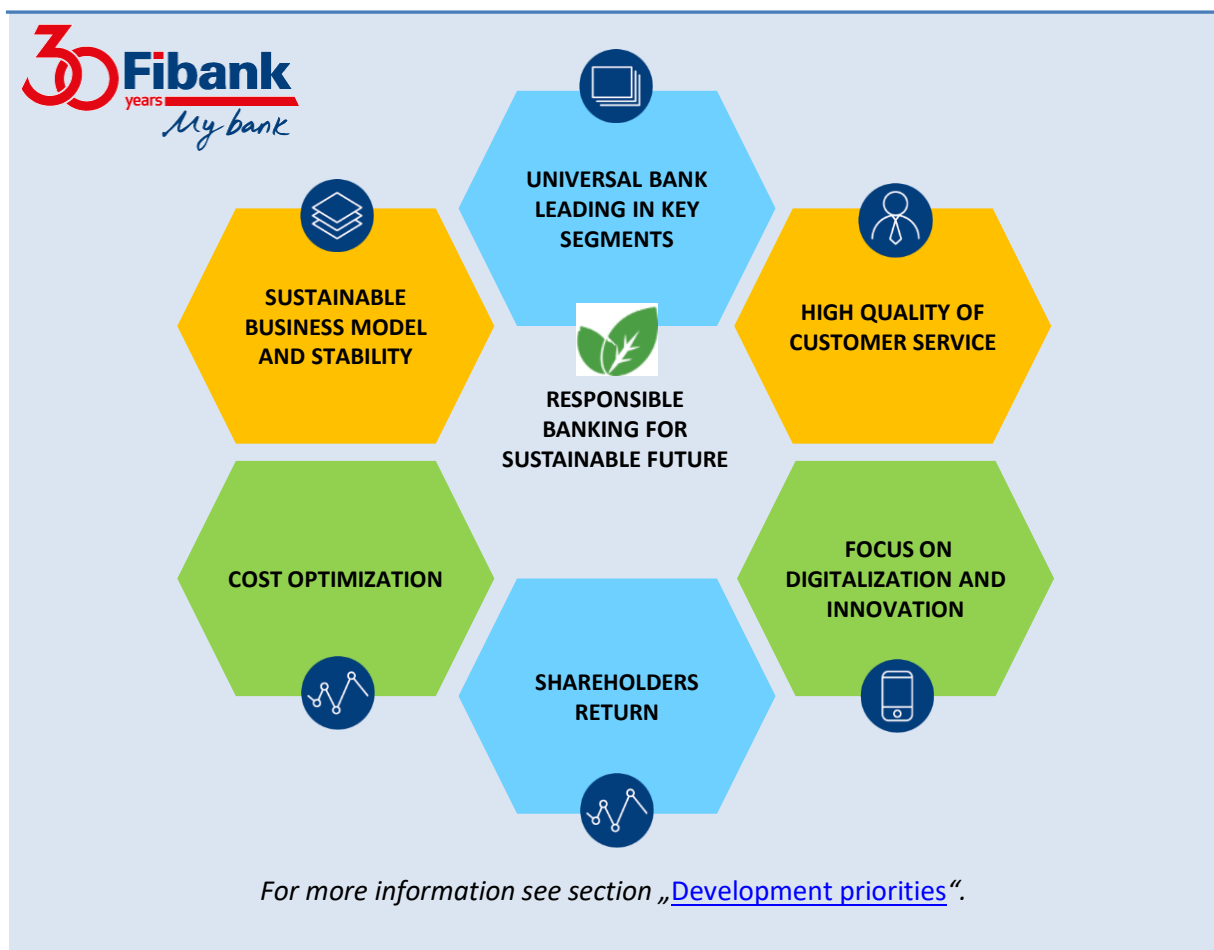 30 Fibank
years
My bank
UNIVERSAL BANK
LEADING IN KEY
SEGMENTS
SUSTAINABLE
BUSINESS MODEL
AND STABILITY
HIGH QUALITY OF
CUSTOMER SERVICE
RESPONSIBLE
BANKING FOR
SUSTAINABLE FUTURE
COST OPTIMIZATION
FOCUS ON
DIGITALIZATION AND
INNOVATION
SHAREHOLDERS
RETURN
For more information see section „Development priorities“.